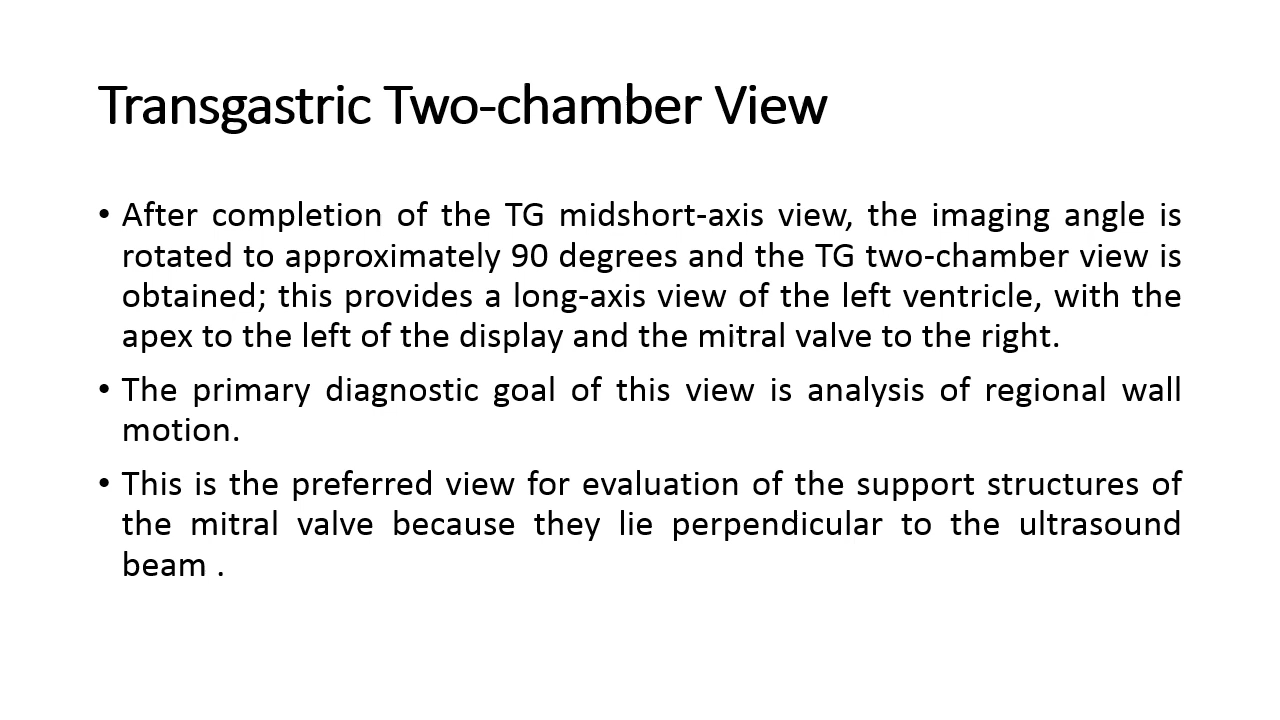 Transgastric Two-chamber View
• After completion of the TG midshort-axis view, the imaging angle is
rotated to approximately 90 degrees and the TG two-chamber view is
obtained; this provides a long-axis view of the left ventricle, with the
apex to the left of the display and the mitral valve to the right.
• The primary diagnostic goal of this view is analysis of regional wall
motion.
• This is the preferred view for evaluation of the support structures of
the mitral valve because they lie perpendicular to the ultrasound
beam .